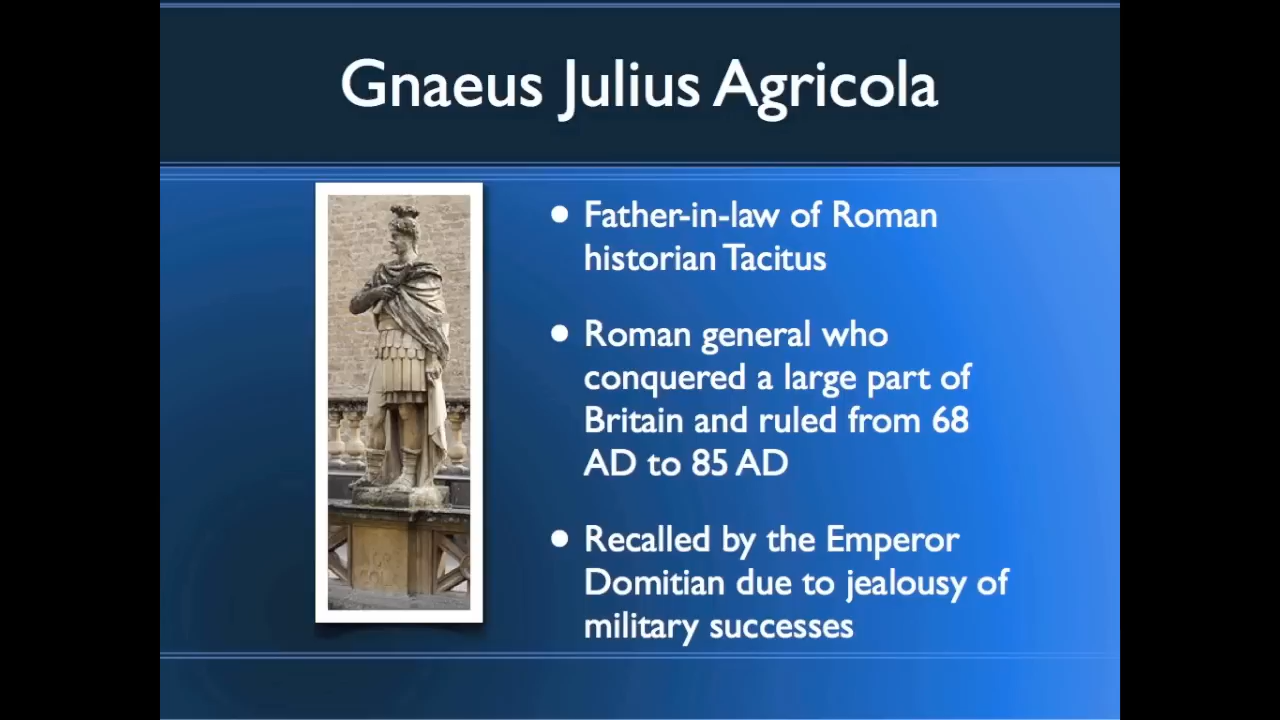 Gnaeus Julius Agricola
• Father-in-law of Roman
historian Tacitus
• Roman general who
conquered a large part of
Britain and ruled from 68
AD to 85 AD
• Recalled by the Emperor
Domitian due to jealousy of
military successes